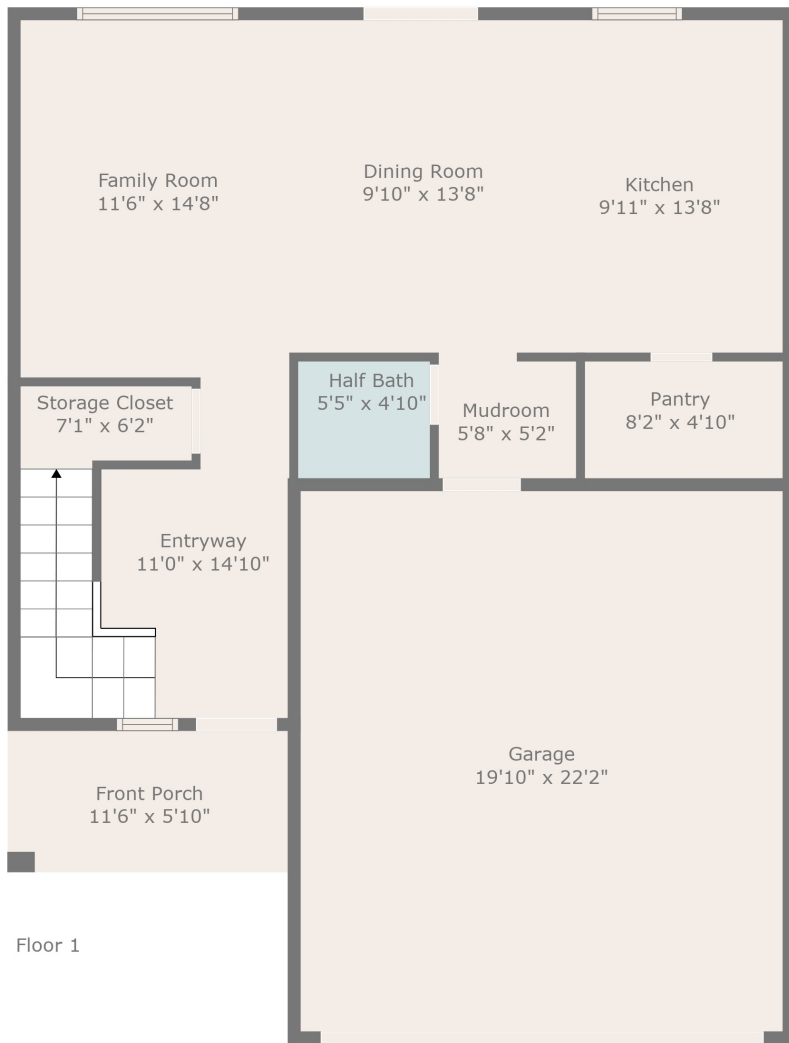 Family Room
11'6" x 14'8"
Dining Room
9'10" x 13'8"
Kitchen
9'11" x 13'8"
Storage Closet
7'1" x 6'2"
Half Bath
5'5" x 4'10"
Mudroom
5'8" x 5'2"
Pantry
8'2" x 4'10"
Entryway
11'0" x 14'10"
Garage
19'10" x 22'2"
Front Porch
11'6" x 5'10"
Floor 1